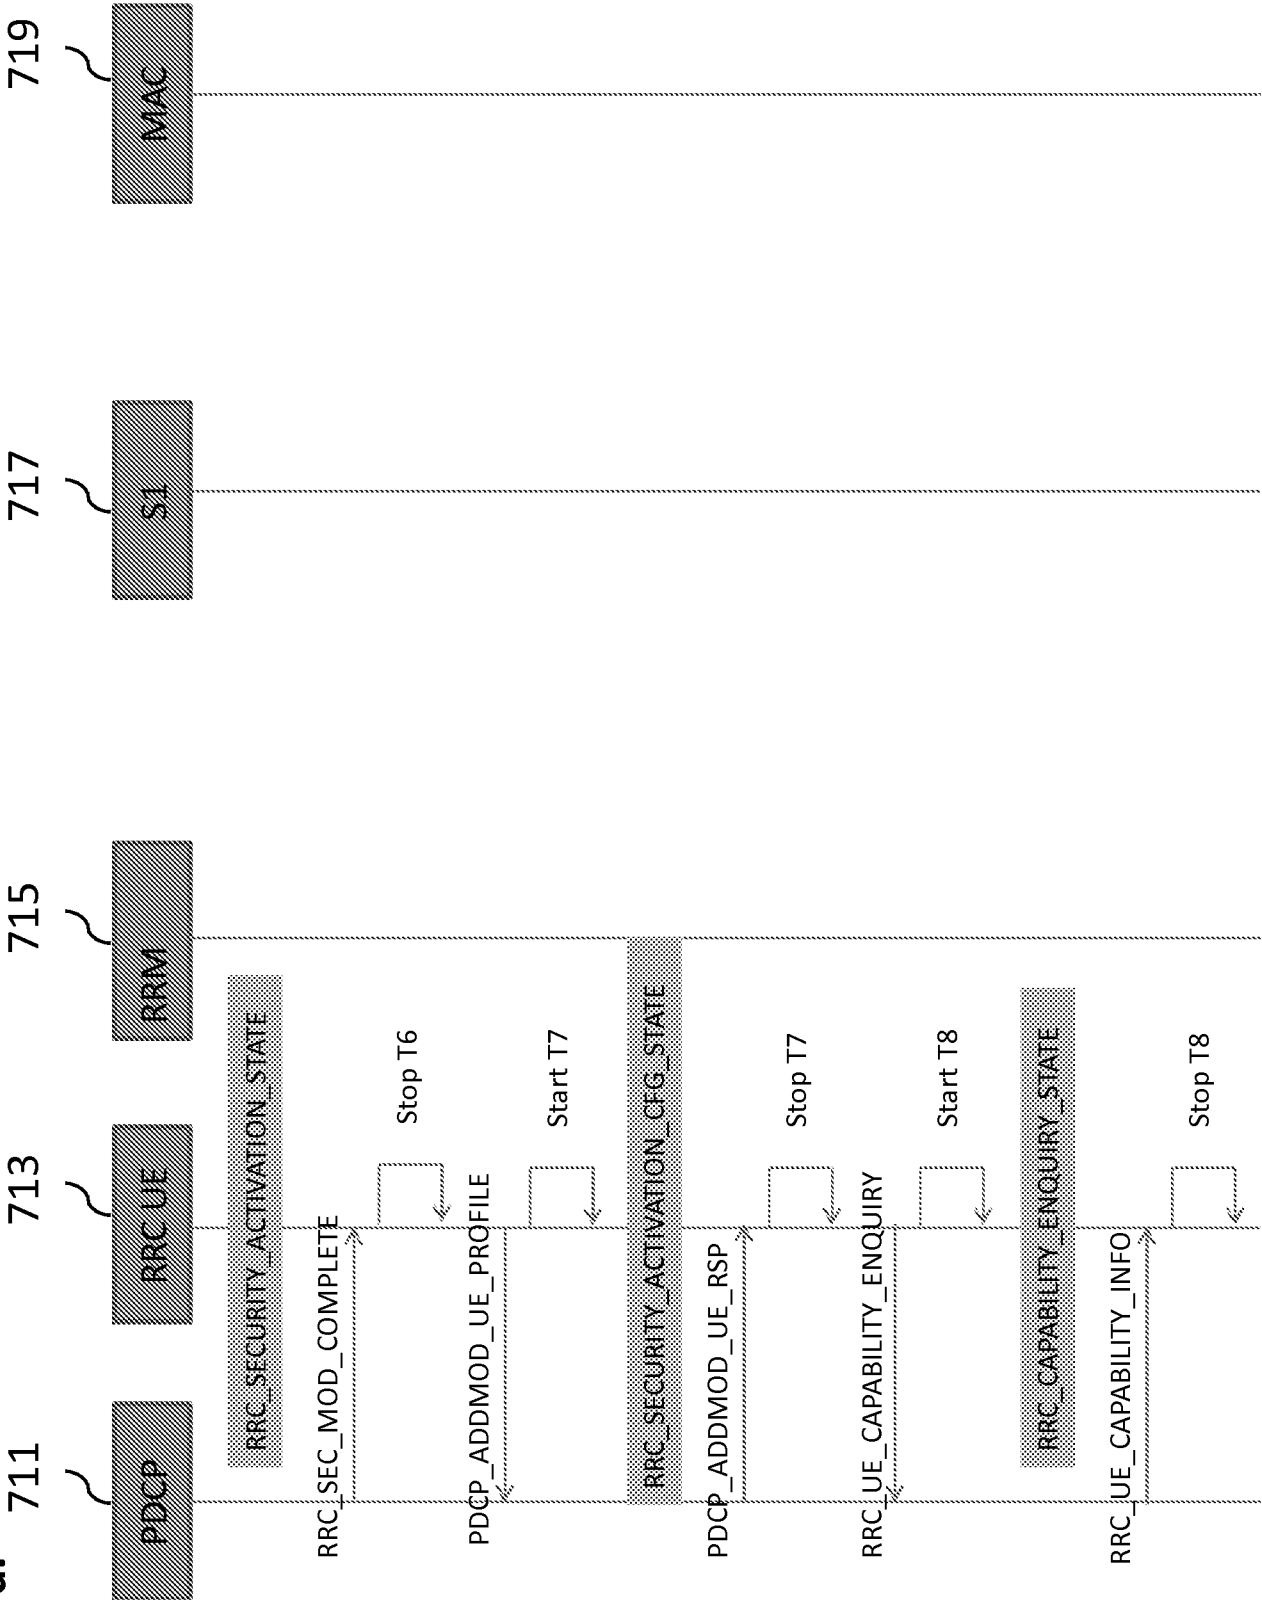 711
713
715
717
719
PDCP
RRC UE
RRM
S1
MAC
RRC_SECURITY_ACTIVATION_STATE
RRC_SEC_MOD_COMPLETE
Stop T6
PDCP_ADDMOD_UE_PROFILE
Start T7
RRC_SECURITY_ACTIVATION_CFG_STATE
PDCP_ADDMOD_UE_RSP
Stop T7
RRC_UE_CAPABILITY_ENQUIRY
Start T8
RRC_CAPABILITY_ENQUIRY_STATE
RRC_UE_CAPABILITY_INFO
Stop T8